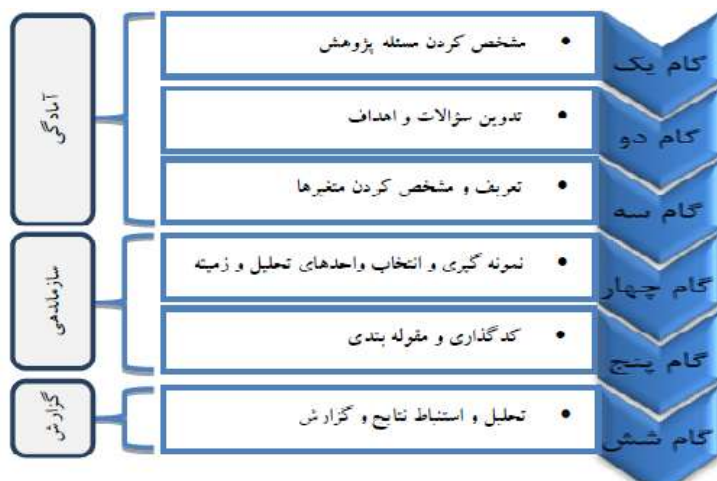 گام یک
• مشخص کردن مسئله پژوهش
گام دو
• تدوین سؤالات و اهداف
گام سه
• تعریف و مشخص کردن متغیرها
آمادگی
گام چهار
• نمونه گیری و انتخاب واحدهای تحلیل و زمینه
گام پنج
• کدگذاری و مقوله بندی
سازماندهی
گام شش
• تحلیل و استنباط نتایج و گزارش
گزارش